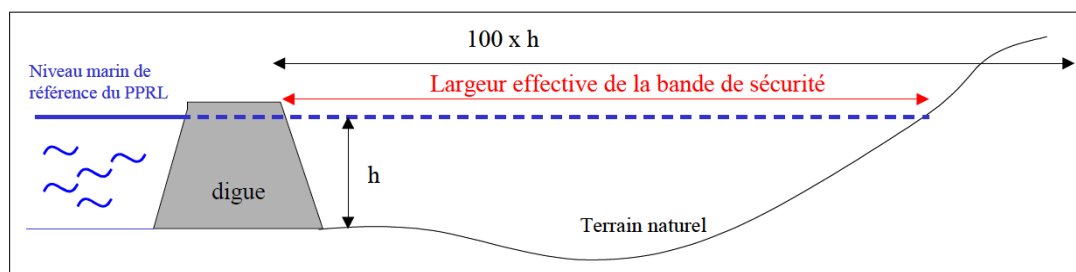 100 x h
Niveau marin de
référence du PPRL
Largeur effective de la bande de sécurité
h
digue
Terrain naturel